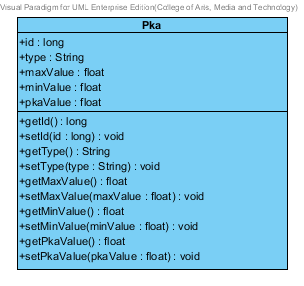 Visual Paradigm for UML Enterprise Edition(College of Arts, Media and Technology)
Pka
+id : long
+type : String
+maxValue : float
+minValue : float
+pkaValue : float
+getId() : long
+setId(id : long) : void
+getType() : String
+setType(type : String) : void
+getMaxValue() : float
+setMaxValue(maxValue : float) : void
+getMinValue() : float
+setMinValue(minValue : float) : void
+getPkaValue() : float
+setPkaValue(pkaValue : float) : void